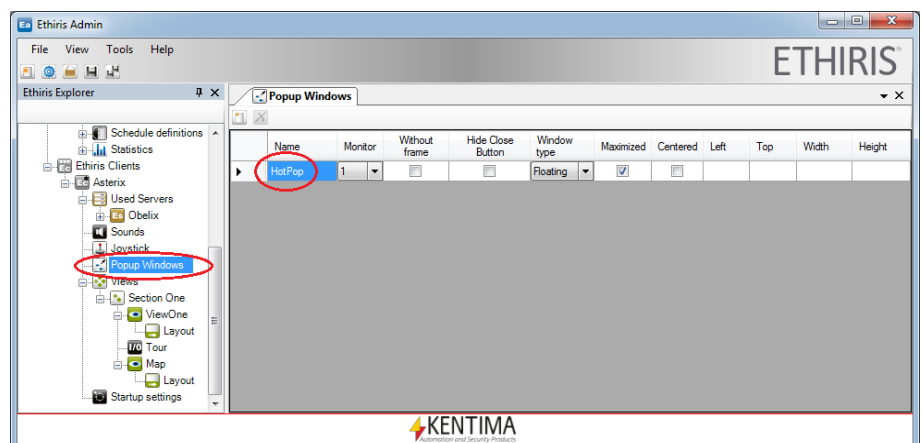 Ea Ethiris Admin
File View Tools Help
ETHIRIS
Ethiris Explorer
Popup Windows
Schedule definitions
Statistics
Ethiris Clients
Asterix
Used Servers
Es Obelix
Sounds
Joystick
Popup Windows
Views
Section One
ViewOne
Layout
I/O Tour
Map
Layout
Startup settings
Name Monitor Without frame Hide Close Button Window type Maximized Centered Left Top Width Height
HotPop 1 Floating
KENTIMA
Automation and Security Products